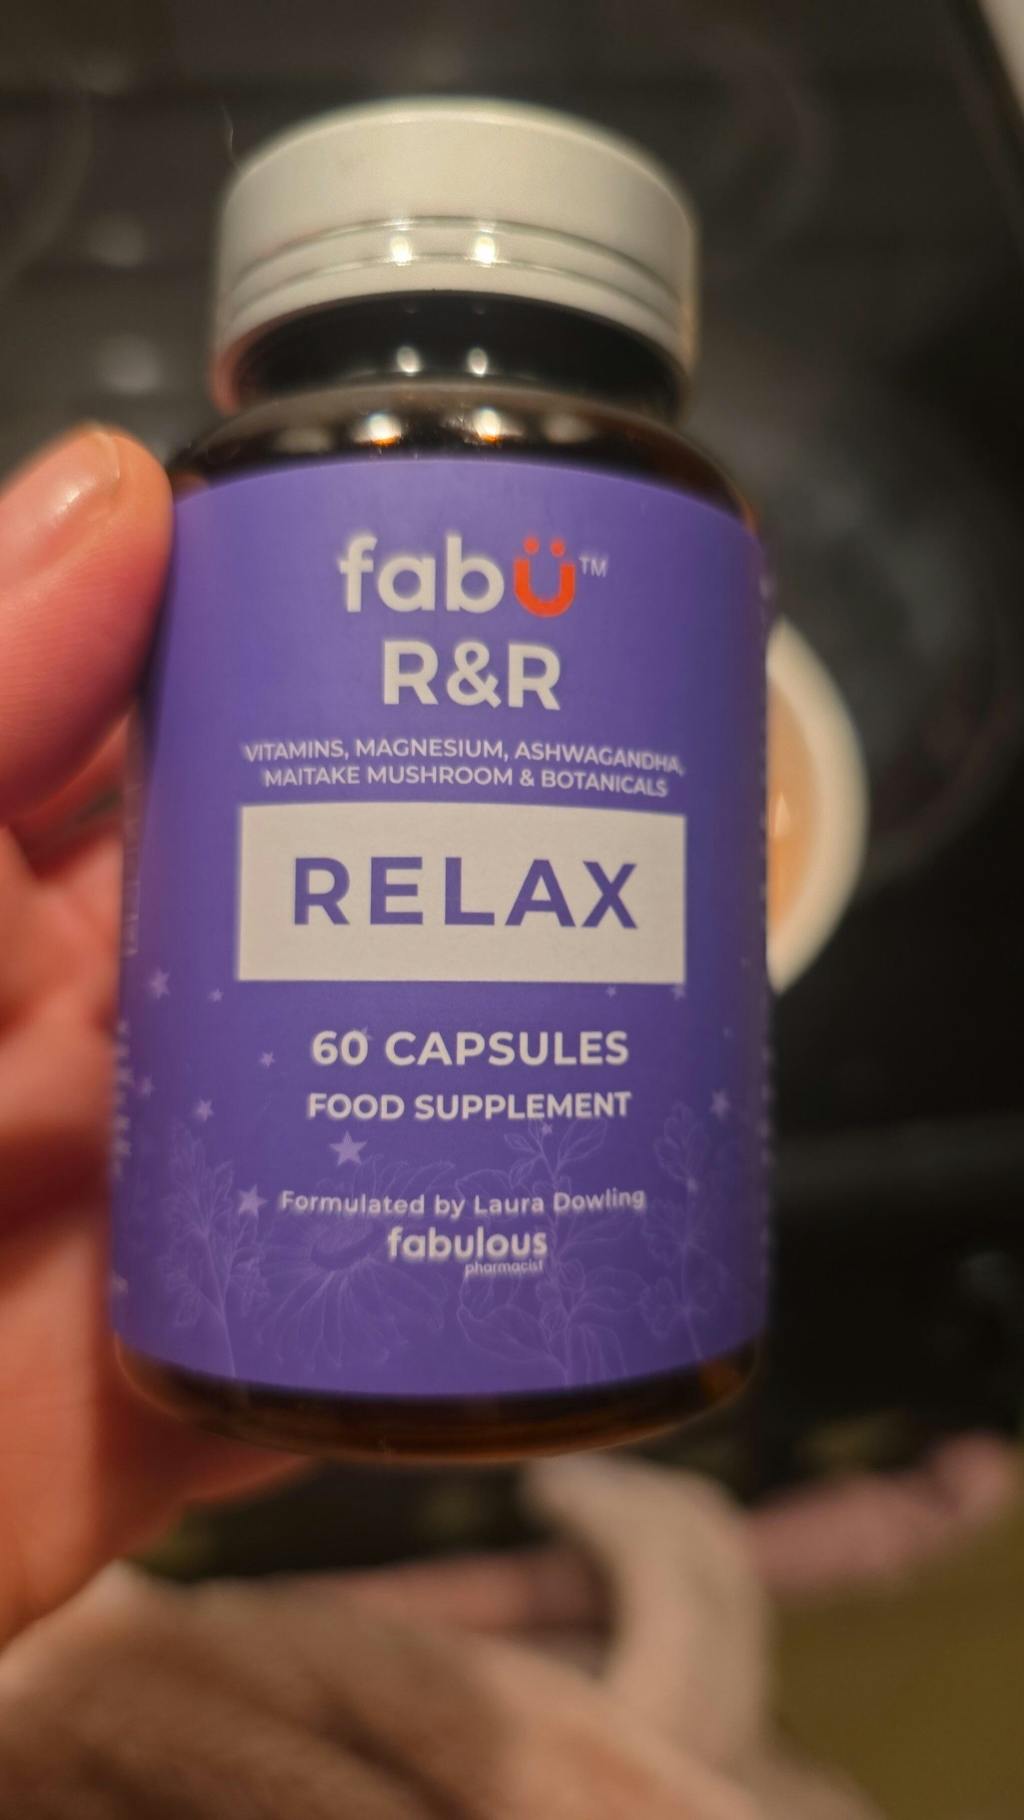 fabü™
R&R
VITAMINS, MAGNESIUM, ASHWAGANDHA,
MAITAKE MUSHROOM & BOTANICALS
RELAX
60 CAPSULES
FOOD SUPPLEMENT
Formulated by Laura Dowling
fabulous
pharmacist